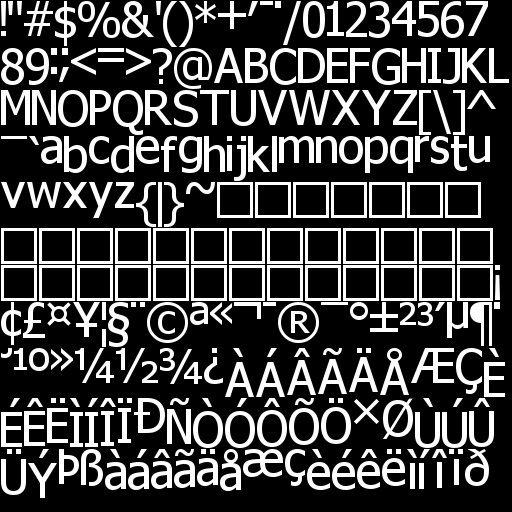 !"#$%&'()*+,-./01234567
89:;<=>?@ABCDEFGHIJKL
MNOPQRSTUVWXYZ[\]^
_`abcdefghijklmnopqrstu
vwxyz{|}~□□□□□□□
□□□□□□□□□□□□□
□□□□□□□□□□□□□¡
¢£¤¥¦§¨©ª«¬-®¯°±²³´µ¶
¸¹º»¼½¾¿ÀÁÂÃÄÅÆÇÈ
ÉÊËÌÍÎÏÐÑÒÓÔÕÖ×ØÙÚÛ
ÜÝÞßàáâãäåæçèéêëìíîïð